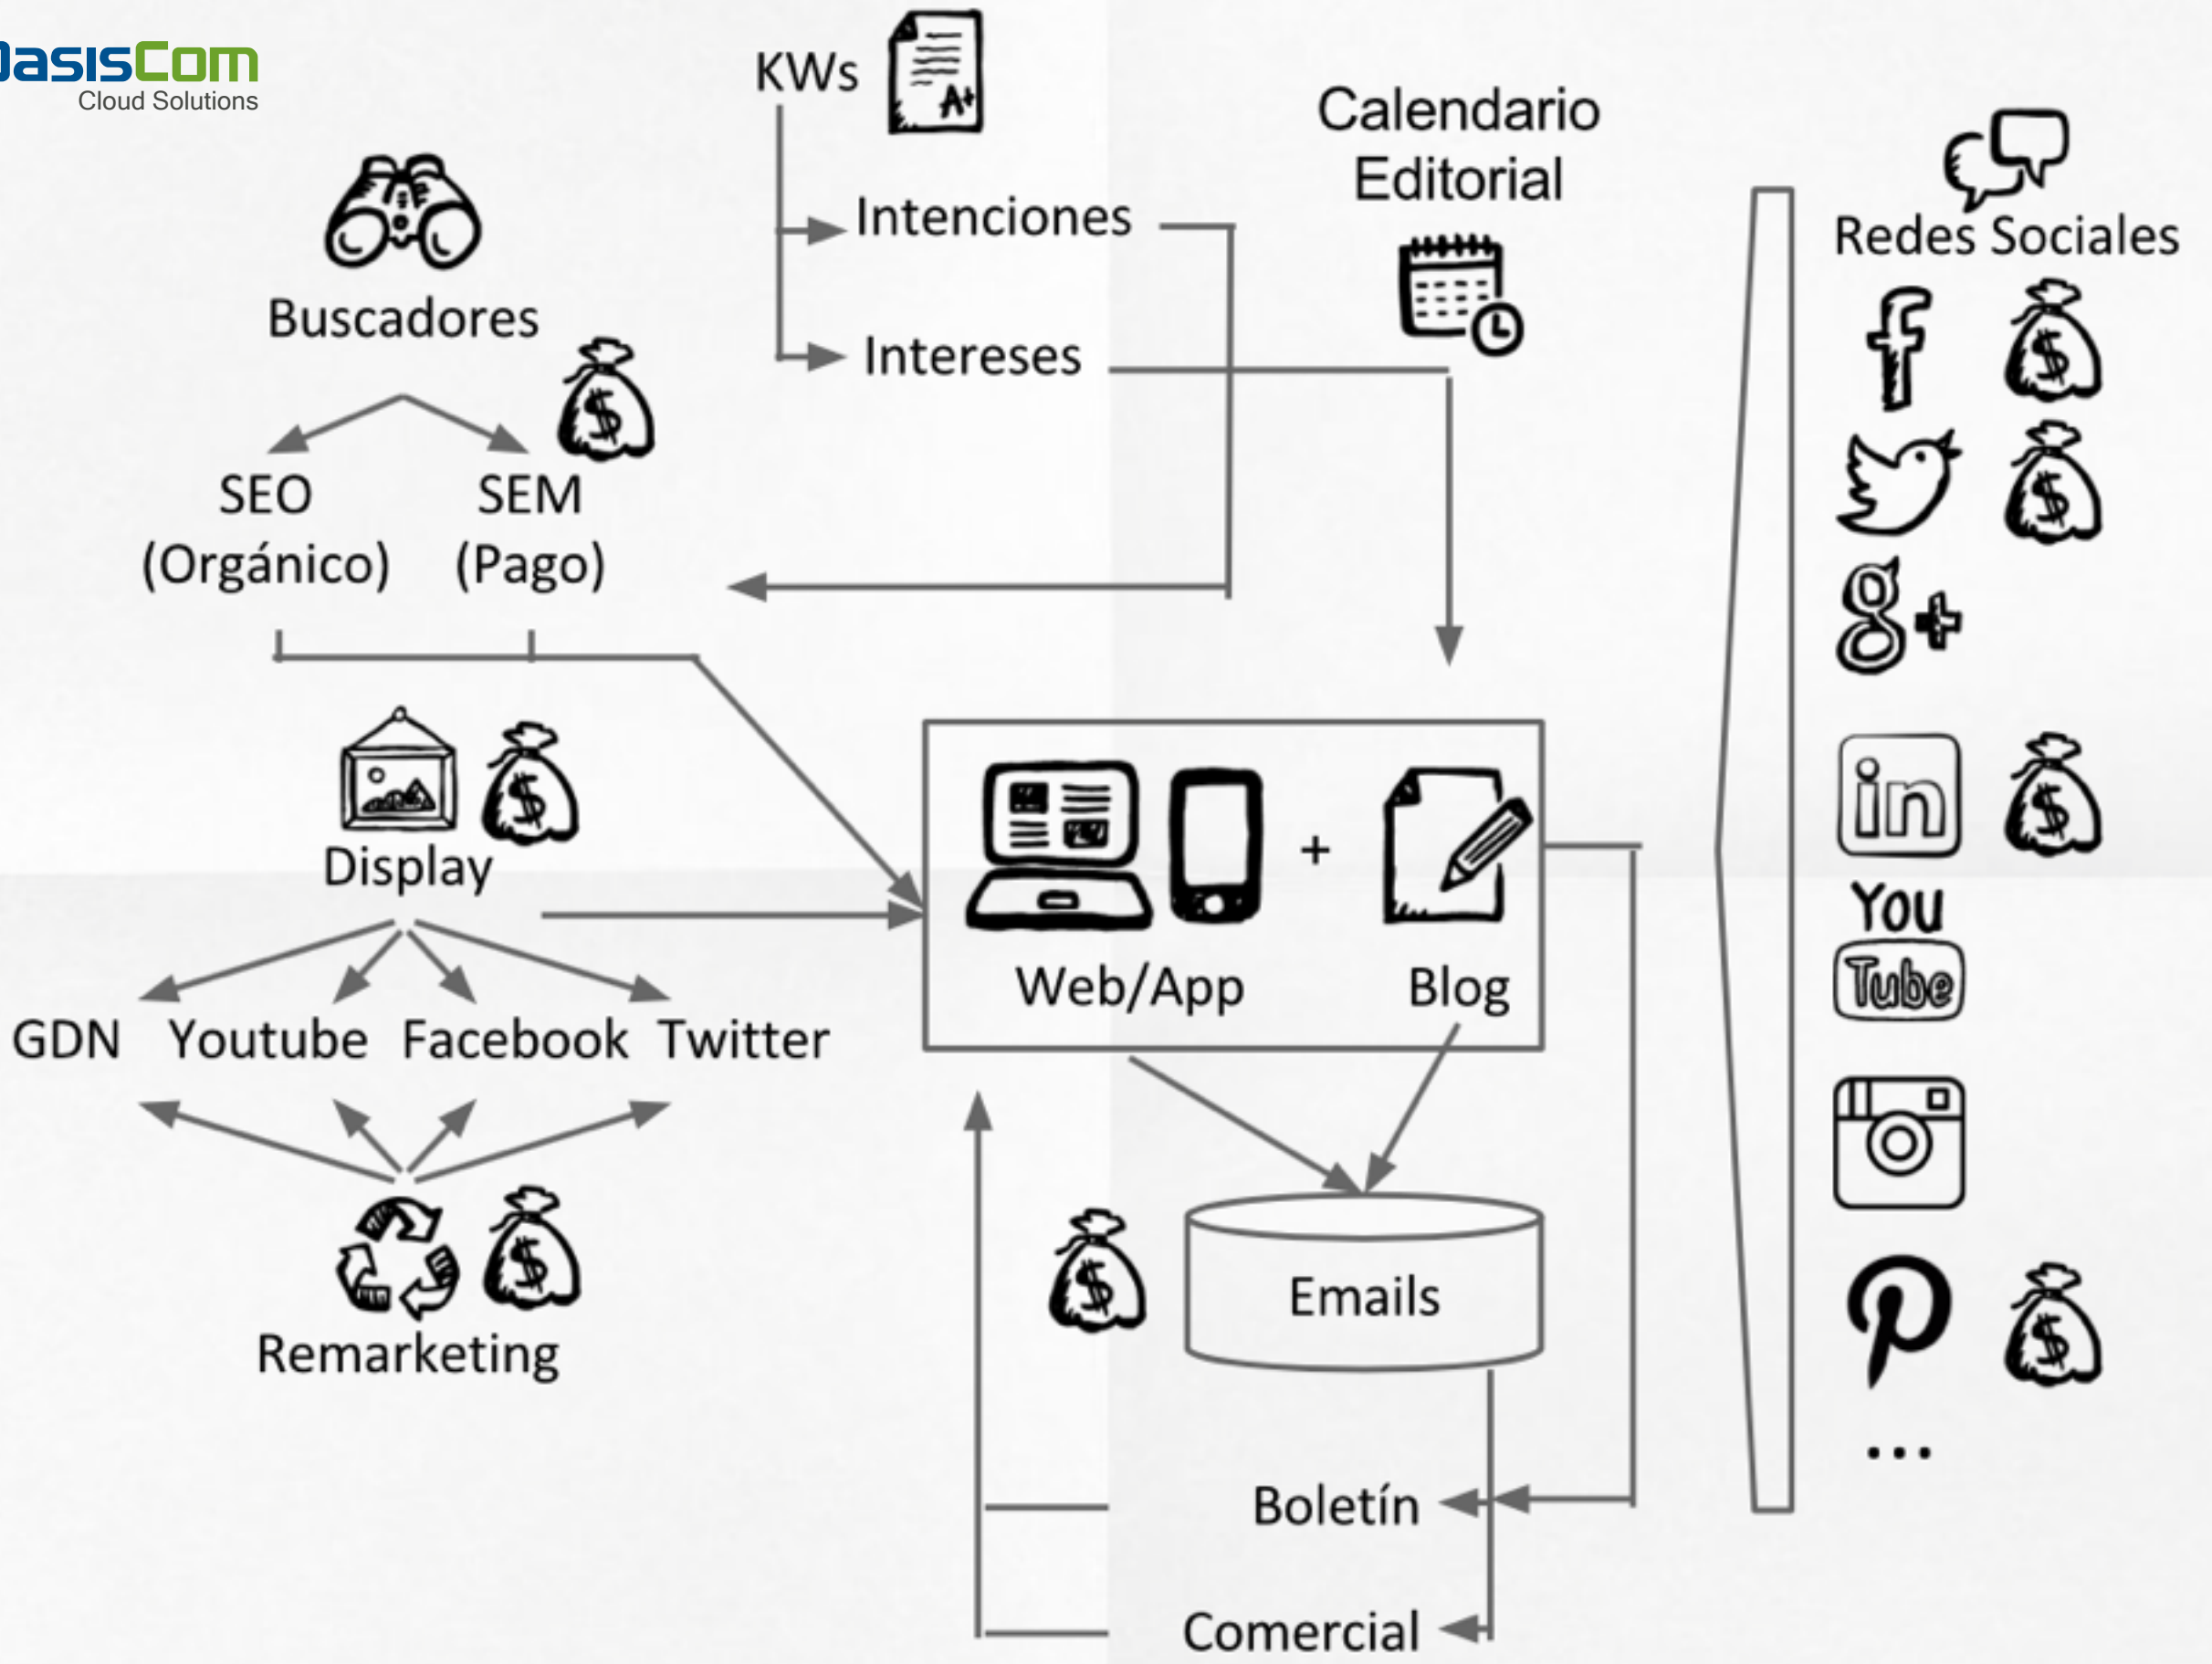 OasisCom
Cloud Solutions
KWs
A+
Intenciones
Intereses
Calendario
Editorial
Buscadores
$
SEO
(Orgánico)
SEM
(Pago)
$
Display
GDN
Youtube
Facebook
Twitter
$
Remarketing
+
Web/App
Blog
$
Emails
Boletín
Comercial
Redes Sociales
f
$
$
g+
in
$
You
Tube
$
...